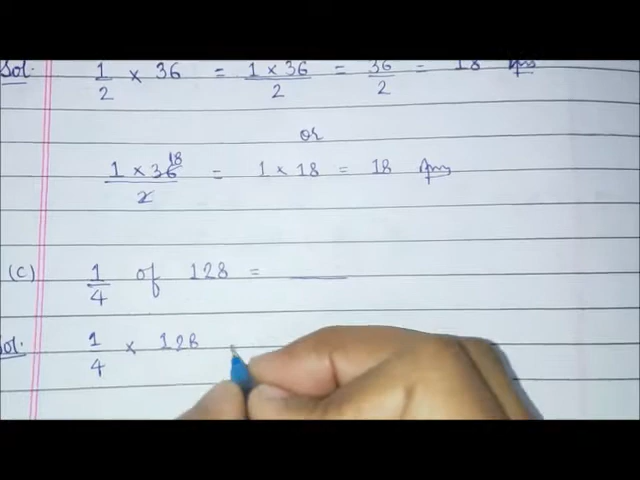 Sol. 1/2 × 36 = 1 × 36/2 = 36/2 = 18 Ans
or
1 × 36 18/2 = 1 × 18 = 18 Ans
(c) 1/4 of 128 = ____
Sol. 1/4 × 128